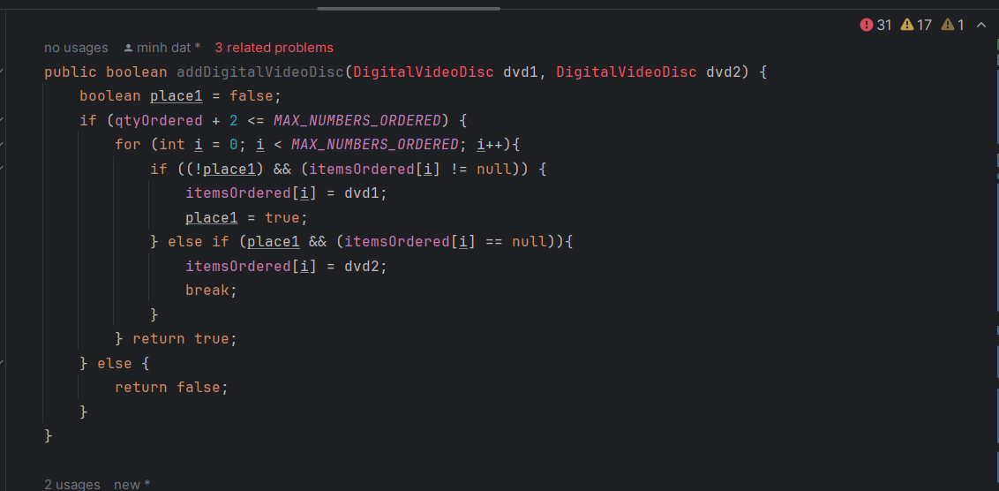 31 17 1
no usages minh dat * 3 related problems
public boolean addDigitalVideoDisc(DigitalVideoDisc dvd1, DigitalVideoDisc dvd2) {
boolean place1 = false;
if (qtyOrdered + 2 <= MAX_NUMBERS_ORDERED) {
for (int i = 0; i < MAX_NUMBERS_ORDERED; i++){
if ((!place1) && (itemsOrdered[i] != null)) {
itemsOrdered[i] = dvd1;
place1 = true;
} else if (place1 && (itemsOrdered[i] == null)){
itemsOrdered[i] = dvd2;
break;
}
} return true;
} else {
return false;
}
}
2 usages new *